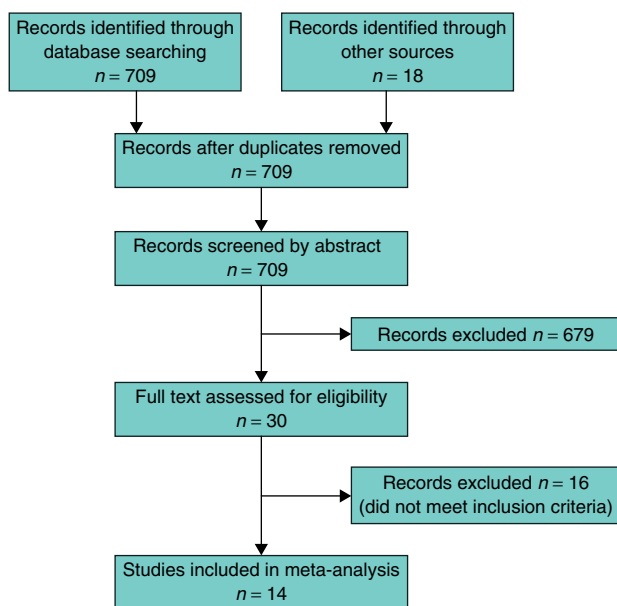 Records identified through
database searching
n = 709
Records identified through
other sources
n = 18
Records after duplicates removed
n = 709
Records screened by abstract
n = 709
Records excluded n = 679
Full text assessed for eligibility
n = 30
Records excluded n = 16
(did not meet inclusion criteria)
Studies included in meta-analysis
n = 14